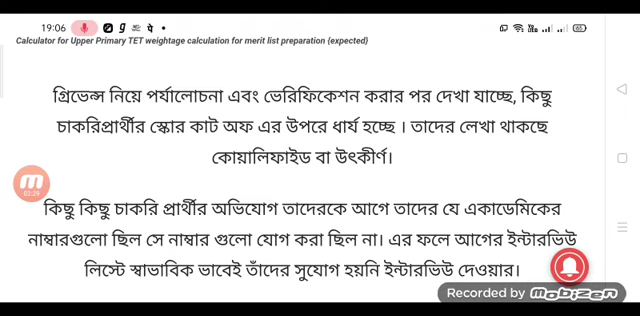 19:06
Calculator for Upper Primary TET weightage calculation for merit list preparation {expected}
গ্রিভেন্স নিয়ে পর্যালোচনা এবং ভেরিফিকেশন করার পর দেখা যাচ্ছে, কিছু
চাকরিপ্রার্থীর স্কোর কাট অফ এর উপরে ধার্য হচ্ছে । তাদের লেখা থাকছে
কোয়ালিফাইড বা উৎকীর্ণ।
কিছু কিছু চাকরি প্রার্থীর অভিযোগ তাদেরকে আগে তাদের যে একাডেমিকের
নাম্বারগুলো ছিল সে নাম্বার গুলো যোগ করা ছিল না। এর ফলে আগের ইন্টারভিউ
লিস্টে স্বাভাবিক ভাবেই তাঁদের সুযোগ হয়নি ইন্টারভিউ দেওয়ার।
02:29
Recorded by Mobizen